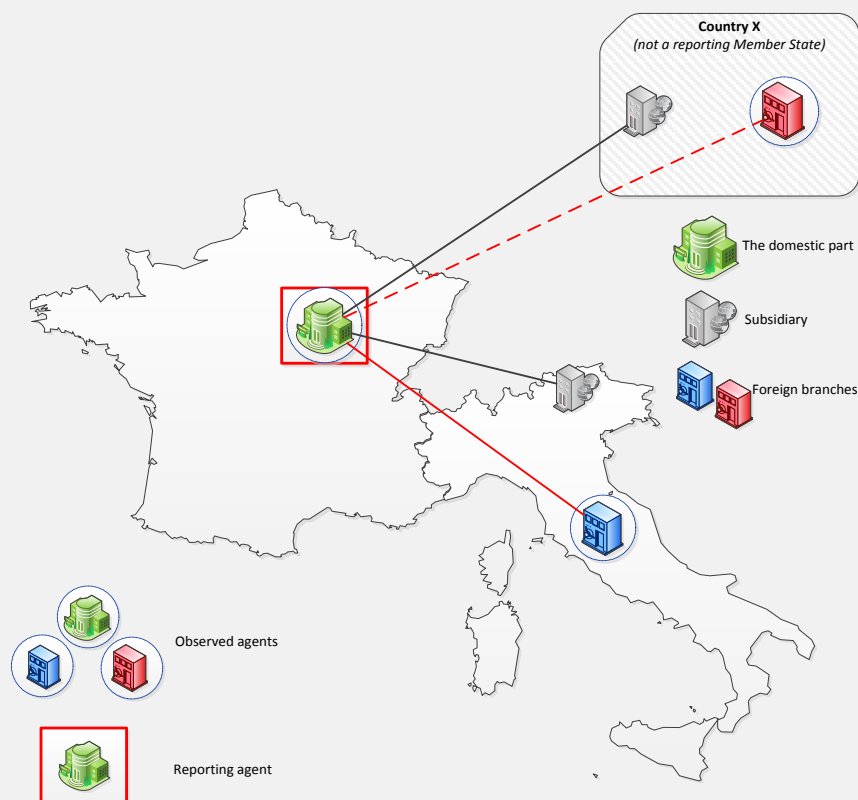 Country X
(not a reporting Member State)
The domestic part
Subsidiary
Foreign branches
Observed agents
Reporting agent